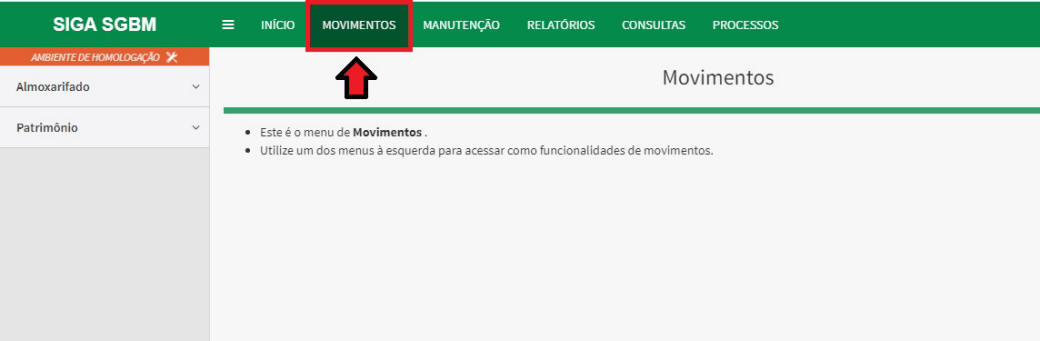 SIGA SGBM
INÍCIO MOVIMENTOS MANUTENÇÃO RELATÓRIOS CONSULTAS PROCESSOS
AMBIENTE DE HOMOLOGAÇÃO
Almoxarifado
Patrimônio
Movimentos
Este é o menu de Movimentos .
Utilize um dos menus à esquerda para acessar como funcionalidades de movimentos.